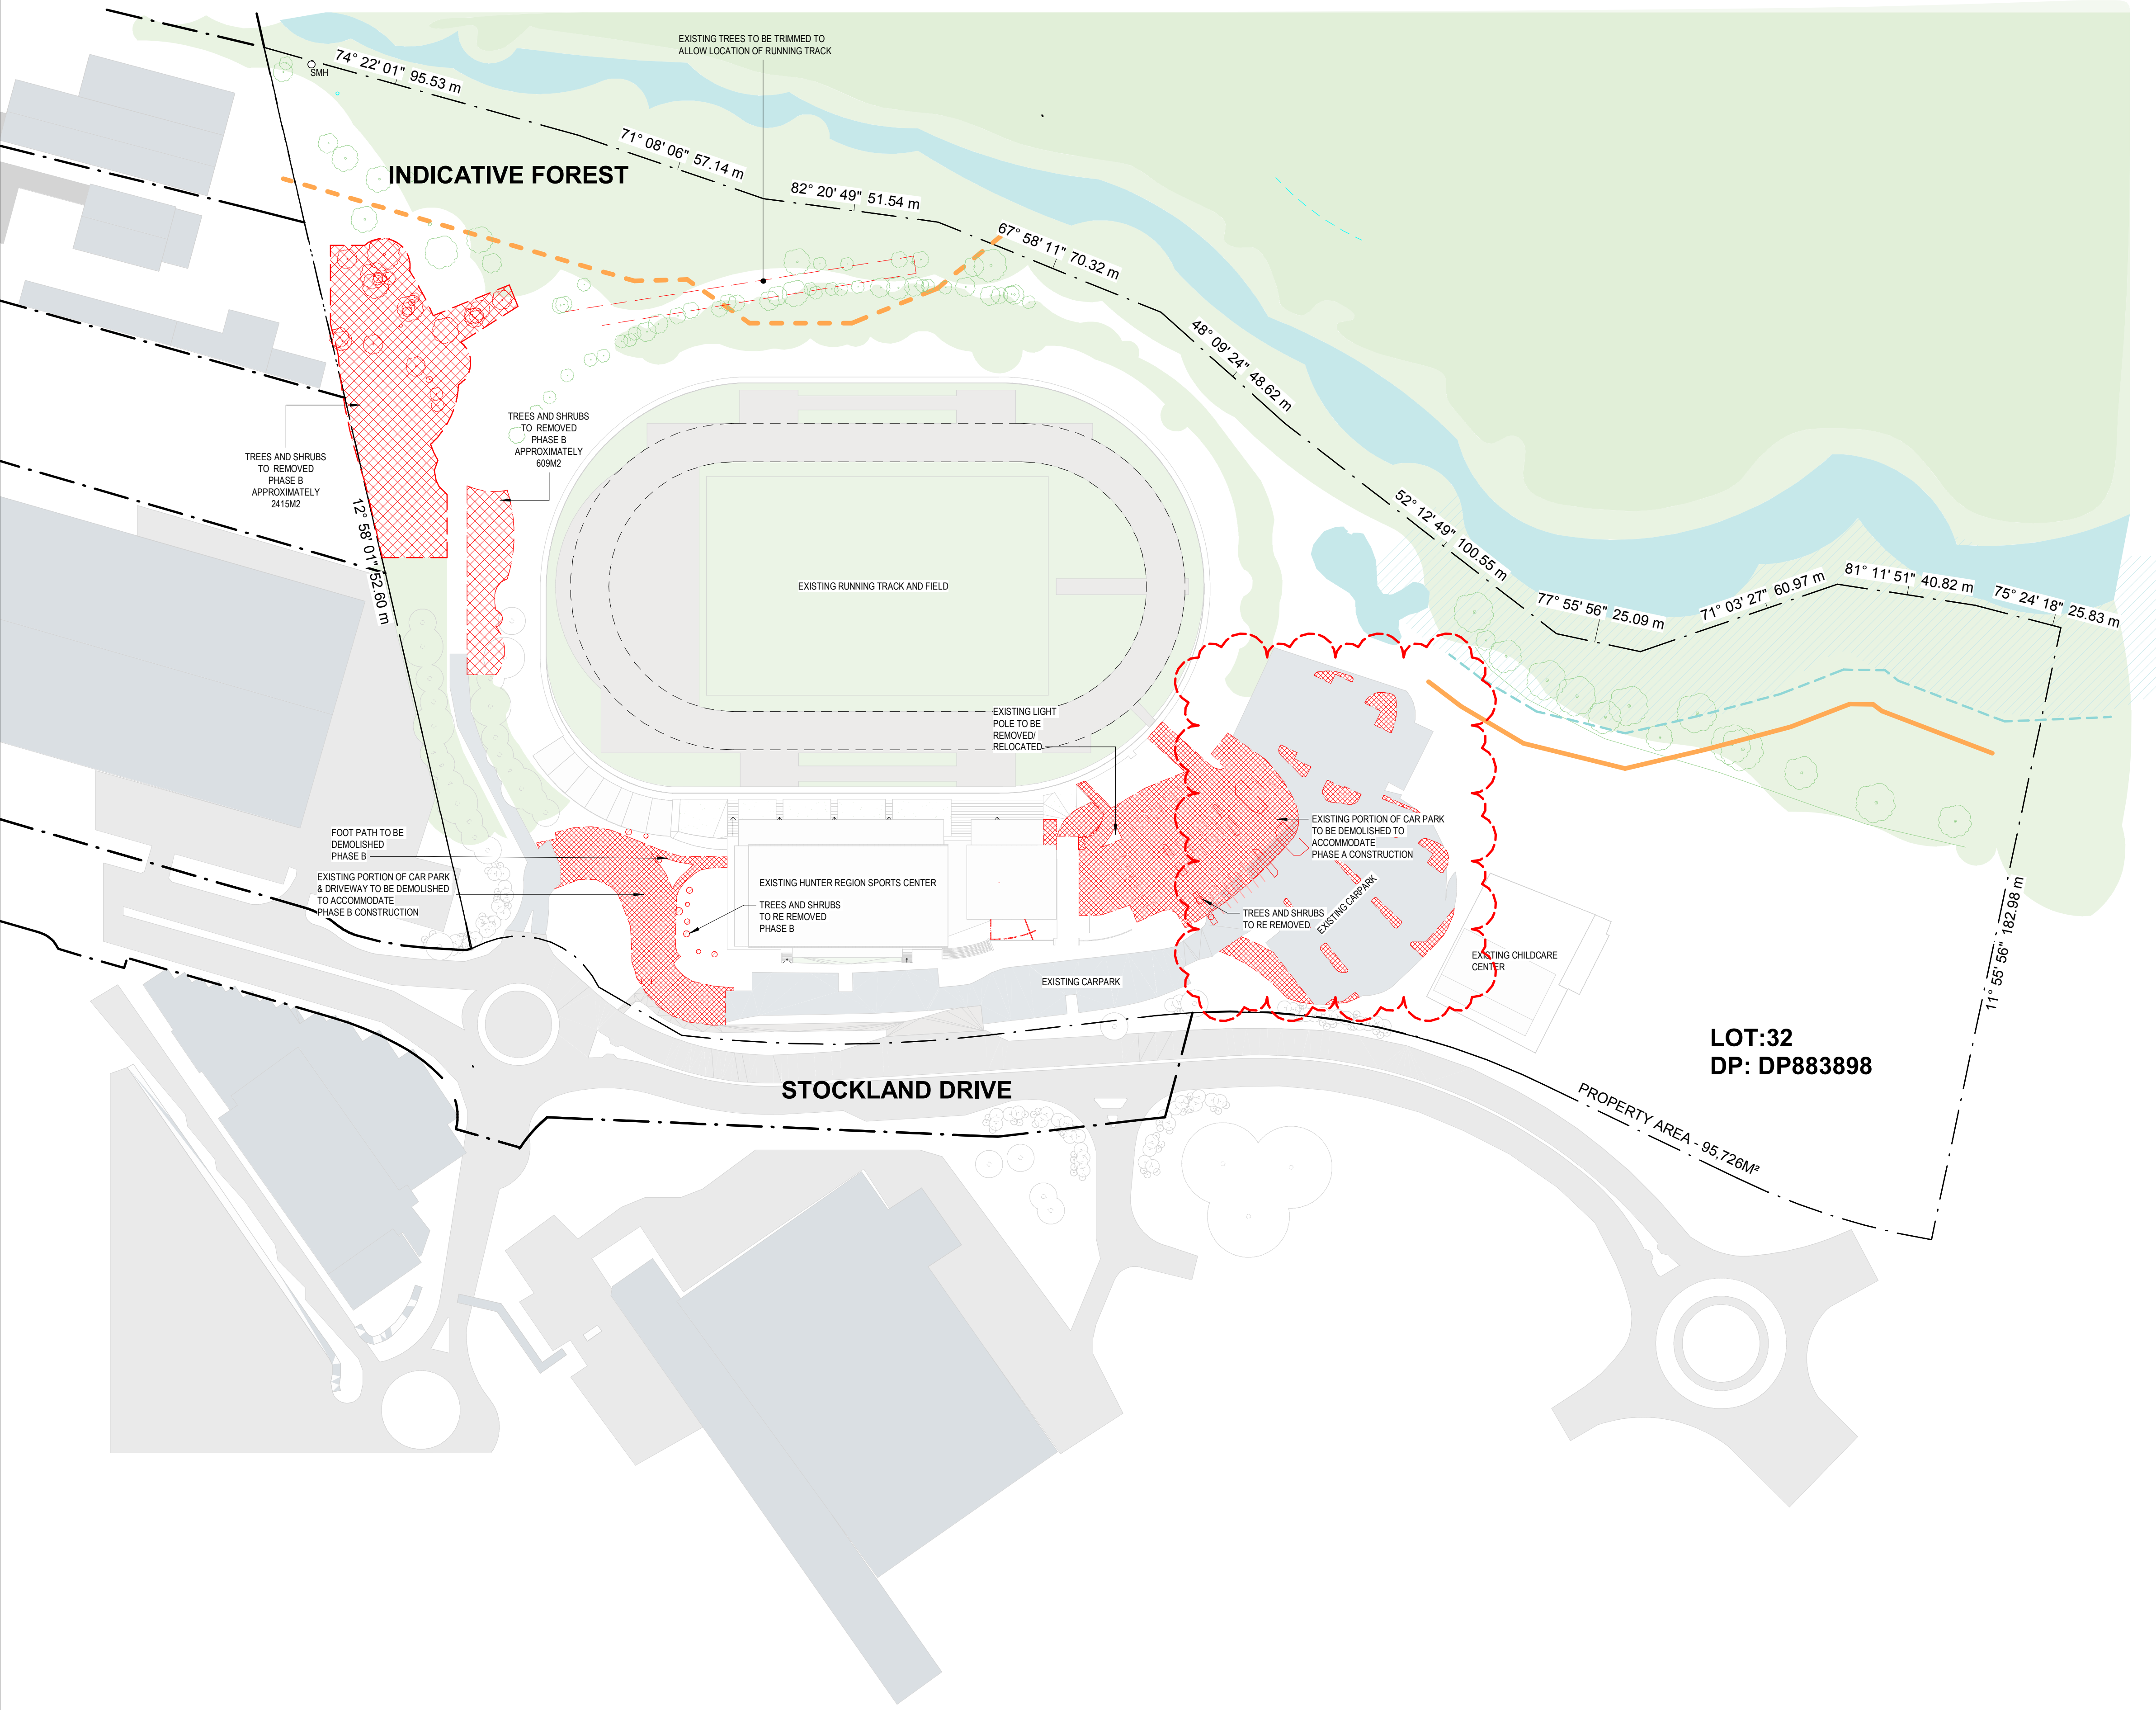 EXISTING TREES TO BE TRIMMED TO
ALLOW LOCATION OF RUNNING TRACK
SMH
74° 22' 01" 95.53 m
71° 08' 06" 57.14 m
INDICATIVE FOREST
82° 20' 49" 51.54 m
67° 58' 11" 70.32 m
48° 09' 24" 48.62 m
TREES AND SHRUBS
TO REMOVED
PHASE B
APPROXIMATELY
609M2
TREES AND SHRUBS
TO REMOVED
PHASE B
APPROXIMATELY
2415M2
12° 58' 01"
52.60 m
52° 12' 49" 100.55 m
77° 55' 56" 25.09 m
71° 03' 27" 60.97 m
81° 11' 51" 40.82 m
75° 24' 18" 25.83 m
EXISTING RUNNING TRACK AND FIELD
EXISTING LIGHT
POLE TO BE
REMOVED/
RELOCATED
FOOT PATH TO BE
DEMOLISHED
PHASE B
EXISTING PORTION OF CAR PARK
& DRIVEWAY TO BE DEMOLISHED
TO ACCOMMODATE
PHASE B CONSTRUCTION
EXISTING HUNTER REGION SPORTS CENTER
TREES AND SHRUBS
TO RE REMOVED
PHASE B
EXISTING PORTION OF CAR PARK
TO BE DEMOLISHED TO
ACCOMMODATE
PHASE A CONSTRUCTION
TREES AND SHRUBS
TO RE REMOVED
EXISTING CARPARK
EXISTING CHILDCARE
CENTER
EXISTING CARPARK
11° 55' 56" 182.98 m
LOT:32
DP: DP883898
STOCKLAND DRIVE
PROPERTY AREA - 95,726M²